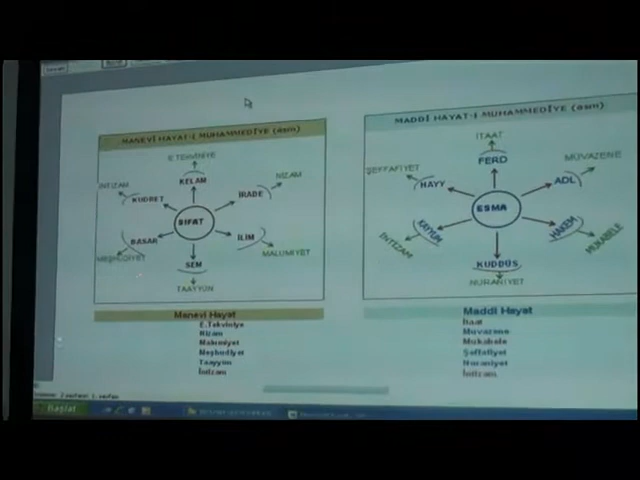 MANEVİ HAYAT-I MUHAMMEDİYE (asm)
E.TEKVİNİYE
İNTİZAM
NİZAM
KELAM
KUDRET
İRADE
SIFAT
BASAR
İLİM
MEŞHUDİYET
SEM
MALUMİYET
TAAYYÜN
Manevi Hayat
E.Tekviniye
Nizam
Malumiyet
Meşhudiyet
Taayyün
İntizam
MADDİ HAYAT-I MUHAMMEDİYE (asm)
İTAAT
ŞEFFAFİYET
MÜVAZENE
FERD
HAYY
ADL
ESMA
KAYYUM
HAKEM
İNTİZAM
MUKABELE
KUDDÜS
NURANİYET
Maddi Hayat
İtaat
Müvazene
Mukabele
Şeffafiyet
Nuraniyet
İntizam
Başlat